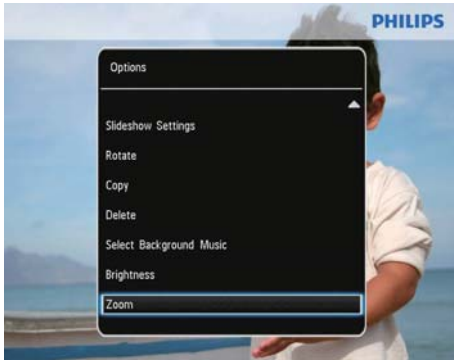 PHILIPS
Options
Slideshow Settings
Rotate
Copy
Delete
Select Background Music
Brightness
Zoom